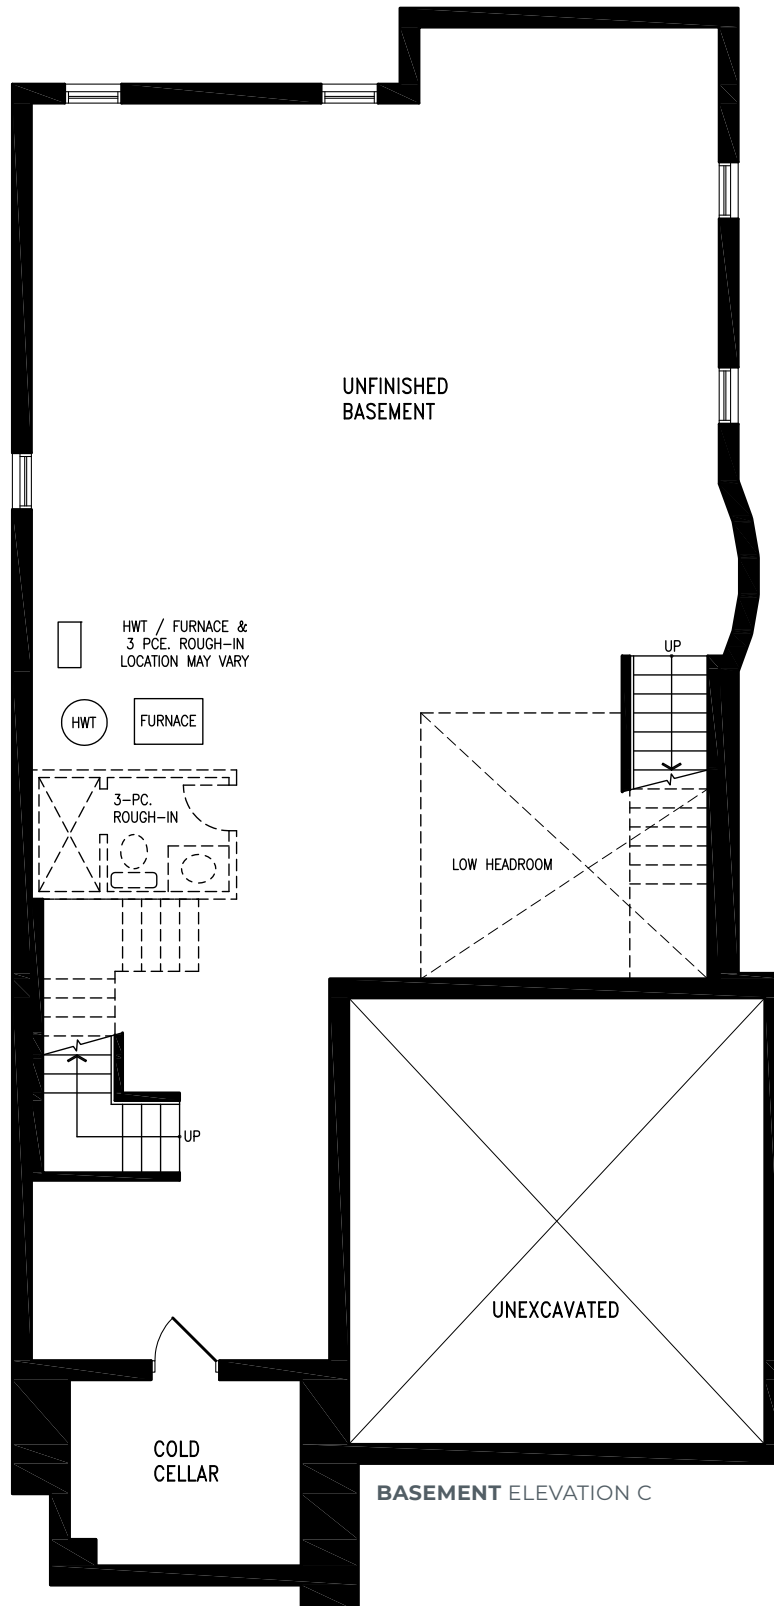 UNFINISHED
BASEMENT
HWT / FURNACE &
3 PCE. ROUGH-IN
LOCATION MAY VARY
UP
HWT
FURNACE
3-PC.
ROUGH-IN
LOW HEADROOM
UP
UNEXCAVATED
COLD
CELLAR
BASEMENT ELEVATION C